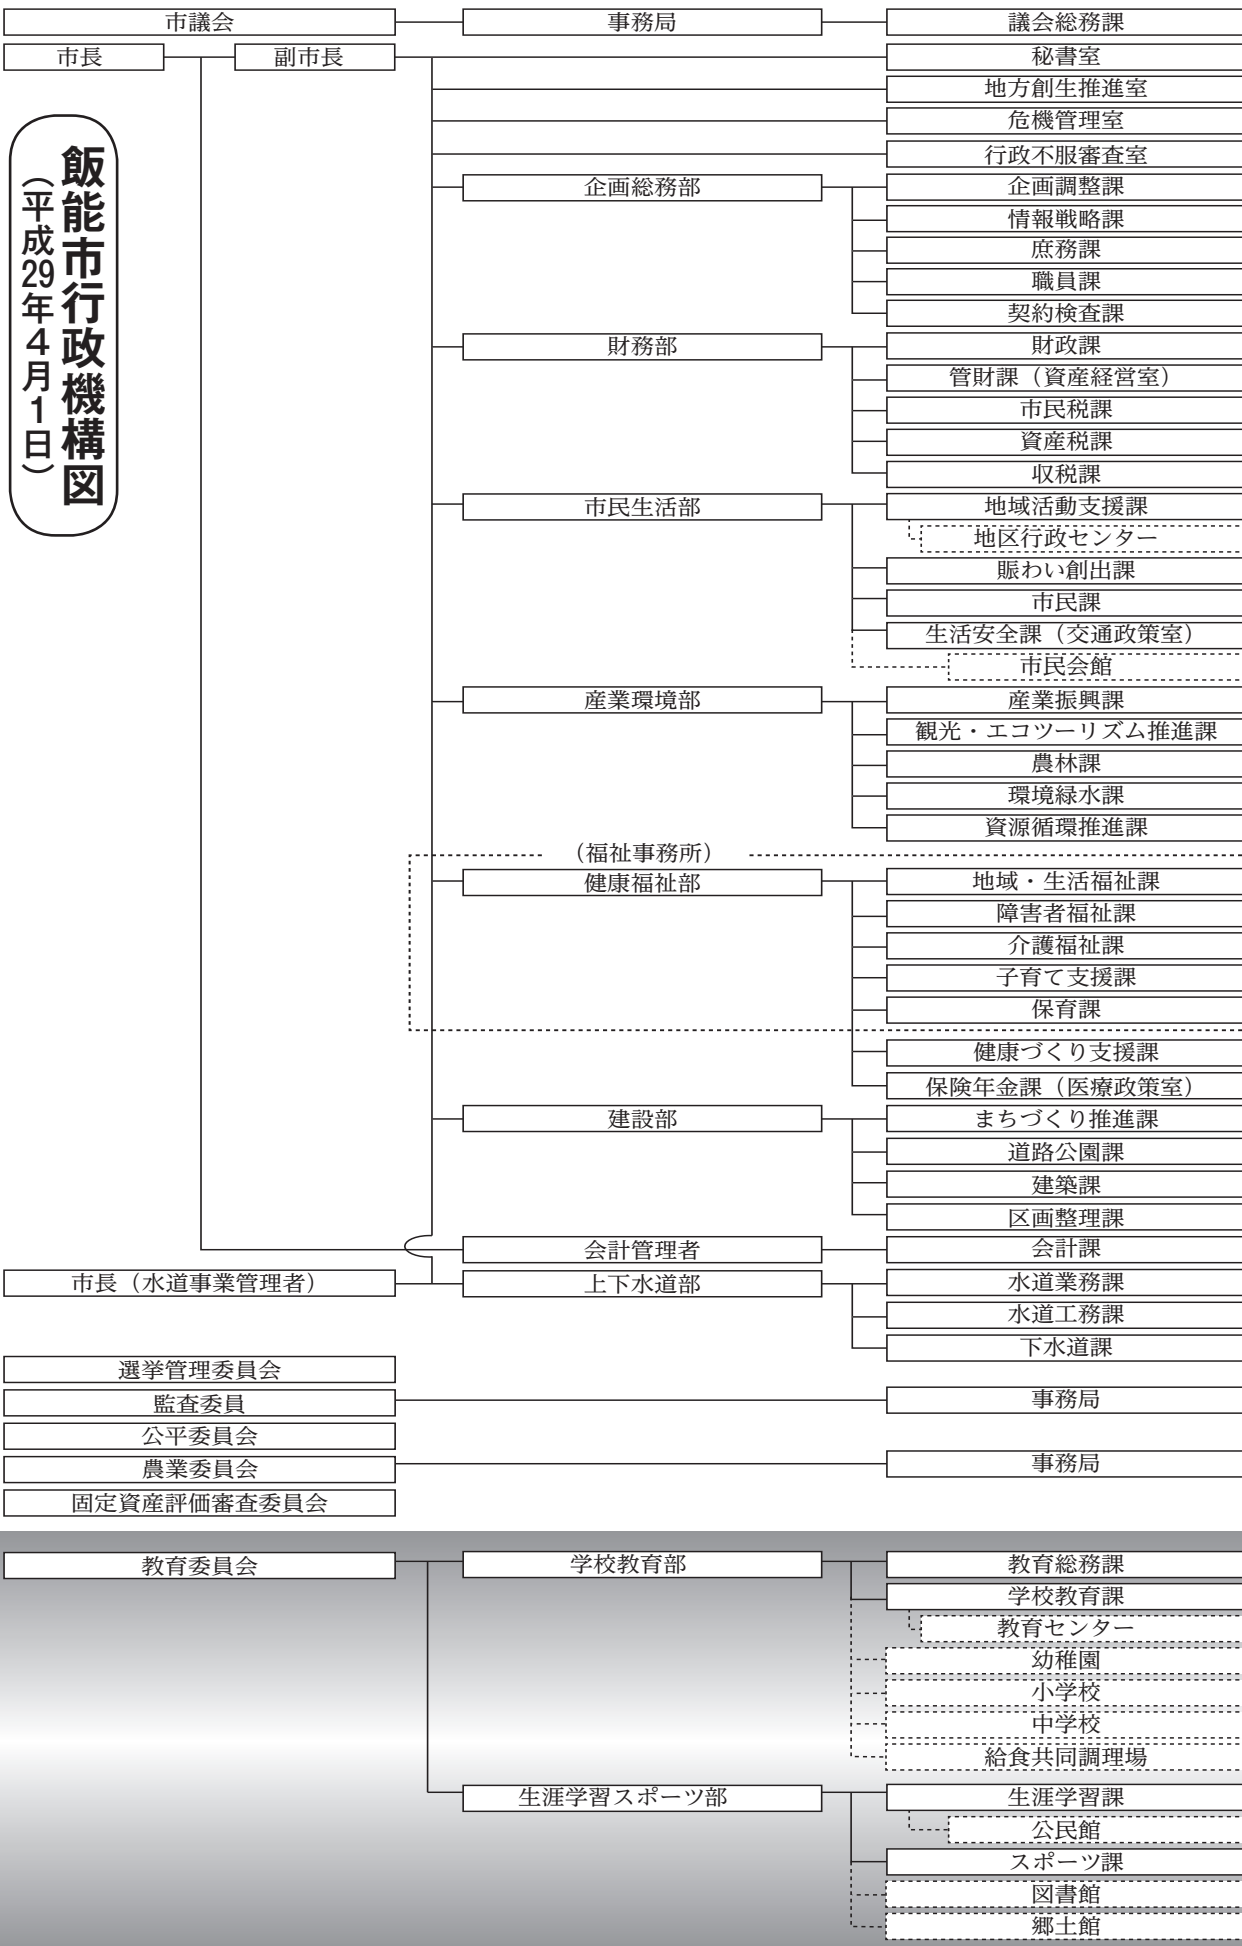 飯能市行政機構図
（平成29年4月1日）
市議会
事務局
議会総務課
市長
副市長
秘書室
地方創生推進室
危機管理室
行政不服審査室
企画総務部
企画調整課
情報戦略課
庶務課
職員課
契約検査課
財務部
財政課
管財課（資産経営室）
市民税課
資産税課
収税課
市民生活部
地域活動支援課
地区行政センター
賑わい創出課
市民課
生活安全課（交通政策室）
市民会館
産業環境部
産業振興課
観光・エコツーリズム推進課
農林課
環境緑水課
資源循環推進課
（福祉事務所）
健康福祉部
地域・生活福祉課
障害者福祉課
介護福祉課
子育て支援課
保育課
健康づくり支援課
保険年金課（医療政策室）
建設部
まちづくり推進課
道路公園課
建築課
区画整理課
会計管理者
会計課
市長（水道事業管理者）
上下水道部
水道業務課
水道工務課
下水道課
選挙管理委員会
監査委員
事務局
公平委員会
農業委員会
事務局
固定資産評価審査委員会
教育委員会
学校教育部
教育総務課
学校教育課
教育センター
幼稚園
小学校
中学校
給食共同調理場
生涯学習スポーツ部
生涯学習課
公民館
スポーツ課
図書館
郷土館